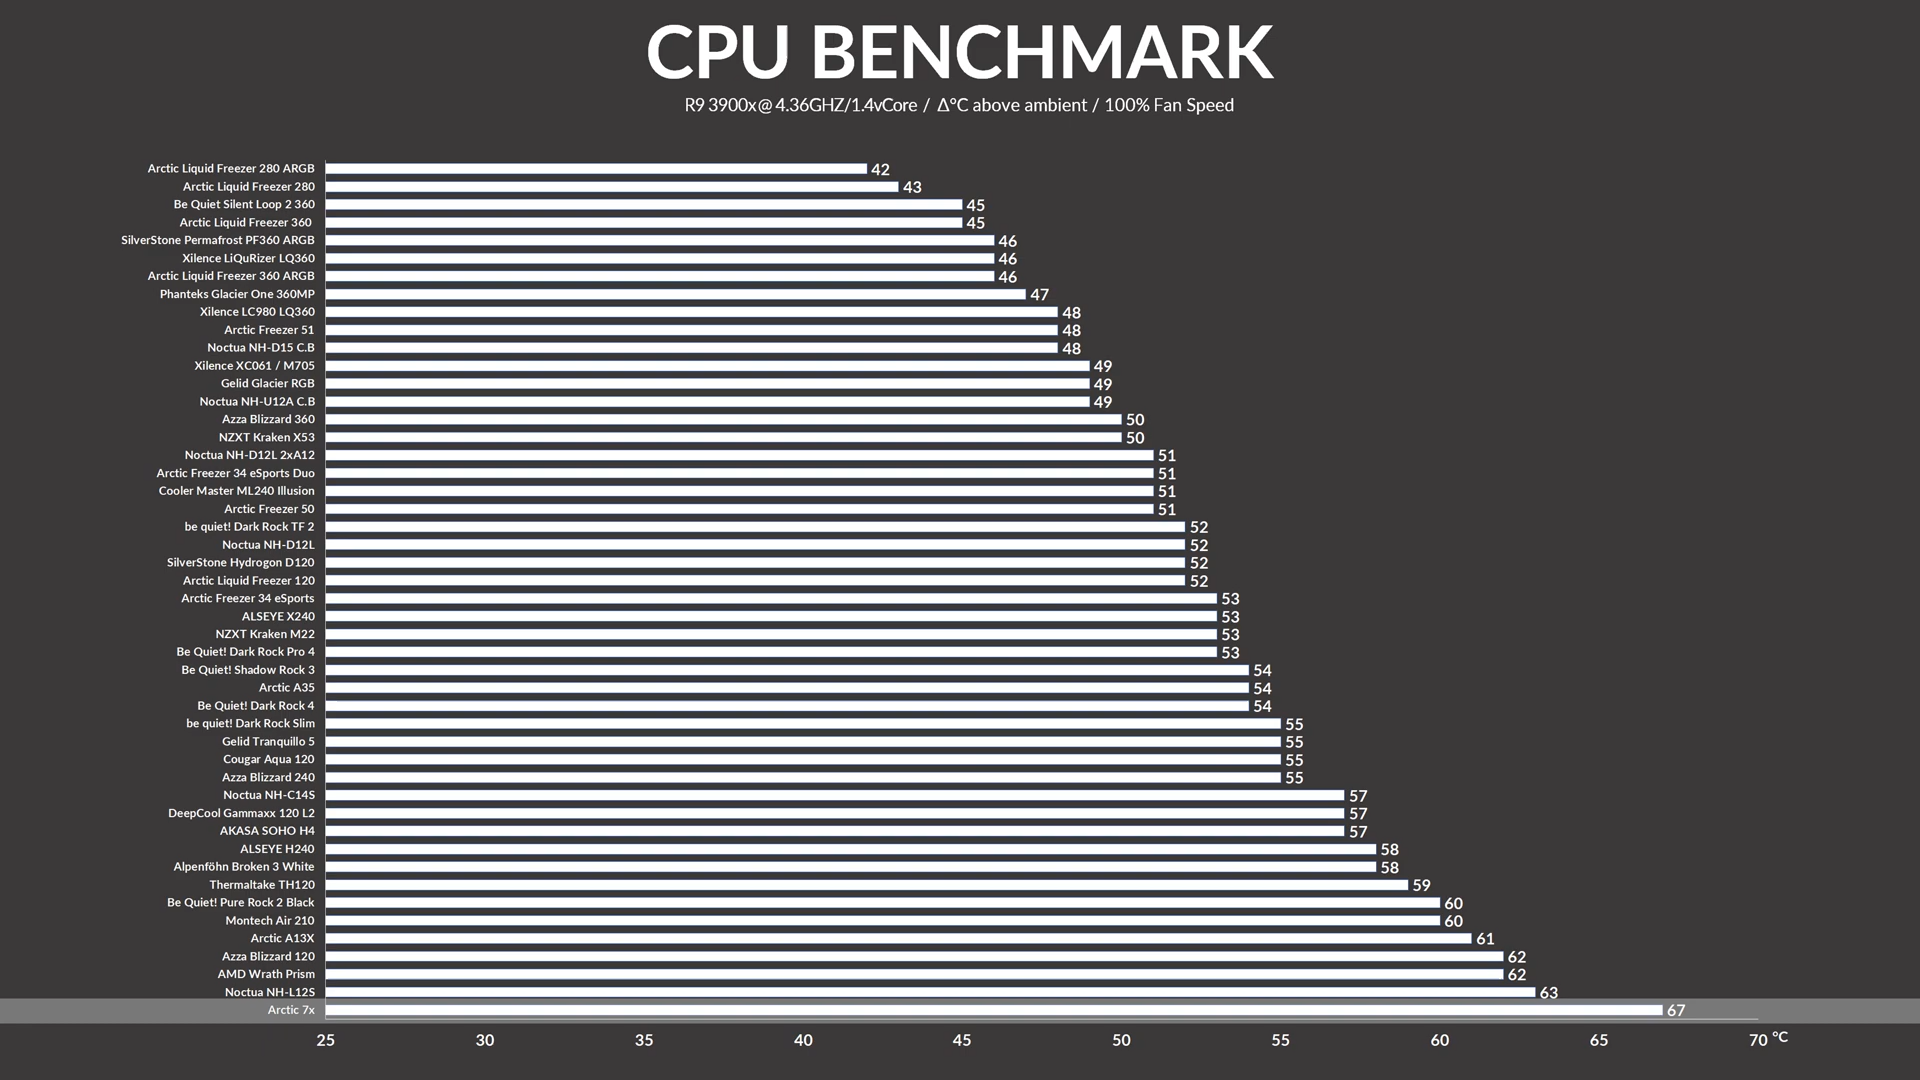 CPU BENCHMARK
R9 3900x@ 4.36GHZ/1.4vCore / Δ°C above ambient / 100% Fan Speed
Arctic Liquid Freezer 280 ARGB 42
Arctic Liquid Freezer 280 43
Be Quiet Silent Loop 2 360 45
Arctic Liquid Freezer 360 45
SilverStone Permafrost PF360 ARGB 46
Xilence LiQuRizer LQ360 46
Arctic Liquid Freezer 360 ARGB 46
Phanteks Glacier One 360MP 47
Xilence LC980 LQ360 48
Arctic Freezer 51 48
Noctua NH-D15 C.B 48
Xilence XC061 / M705 49
Gelid Glacier RGB 49
Noctua NH-U12A C.B 49
Azza Blizzard 360 50
NZXT Kraken X53 50
Noctua NH-D12L 2xA12 51
Arctic Freezer 34 eSports Duo 51
Cooler Master ML240 Illusion 51
Arctic Freezer 50 51
be quiet! Dark Rock TF 2 52
Noctua NH-D12L 52
SilverStone Hydrogon D120 52
Arctic Liquid Freezer 120 52
Arctic Freezer 34 eSports 53
ALSEYE X240 53
NZXT Kraken M22 53
Be Quiet! Dark Rock Pro 4 53
Be Quiet! Shadow Rock 3 54
Arctic A35 54
Be Quiet! Dark Rock 4 54
be quiet! Dark Rock Slim 55
Gelid Tranquillo 5 55
Cougar Aqua 120 55
Azza Blizzard 240 55
Noctua NH-C14S 57
DeepCool Gammaxx 120 L2 57
AKASA SOHO H4 57
ALSEYE H240 58
Alpenföhn Broken 3 White 58
Thermaltake TH120 59
Be Quiet! Pure Rock 2 Black 60
Montech Air 210 60
Arctic A13X 61
Azza Blizzard 120 62
AMD Wrath Prism 62
Noctua NH-L12S 63
Arctic 7x 67
25 30 35 40 45 50 55 60 65 70 °C